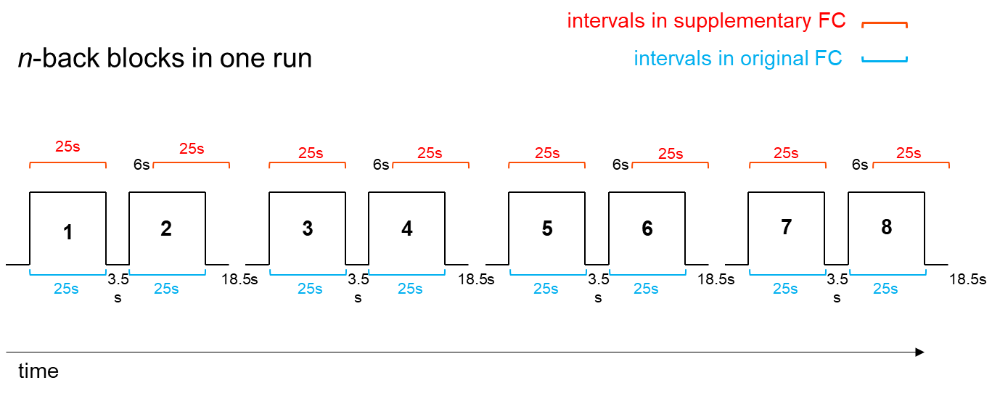 intervals in supplementary FC
n-back blocks in one run
intervals in original FC
25s 6s 25s 25s 6s 25s 25s 6s 25s 25s 6s 25s
1 2 3 4 5 6 7 8
25s 3.5 s 25s 18.5s 25s 3.5 s 25s 18.5s 25s 3.5 s 25s 18.5s 25s 3.5 s 25s 18.5s
time